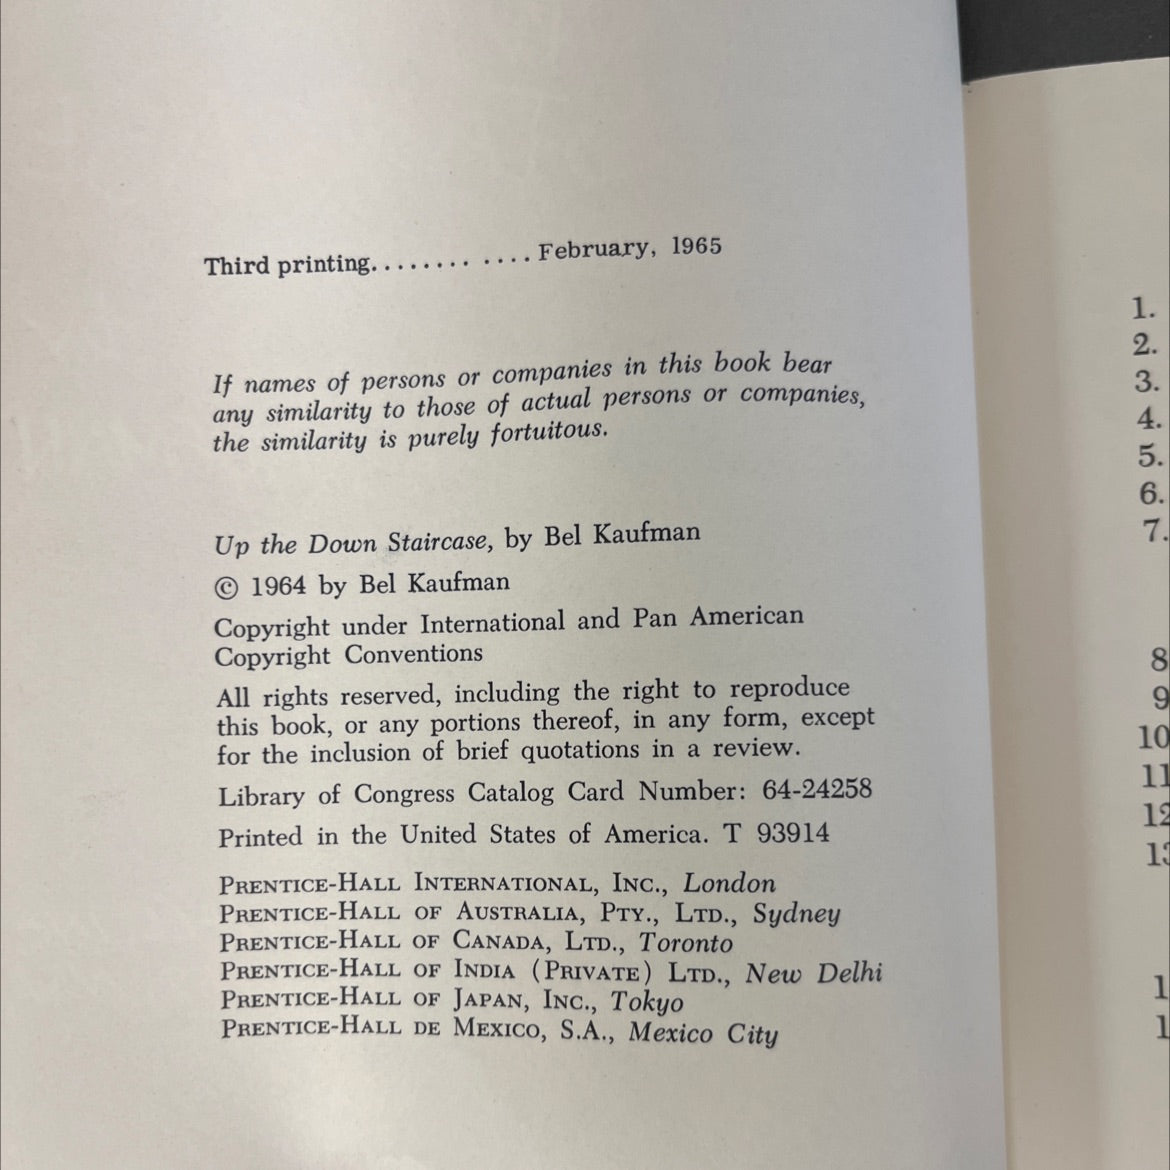 Third printing........ ....February, 1965
If names of persons or companies in this book bear
any similarity to those of actual persons or companies,
the similarity is purely fortuitous.
Up the Down Staircase, by Bel Kaufman
© 1964 by Bel Kaufman
Copyright under International and Pan American
Copyright Conventions
All rights reserved, including the right to reproduce
this book, or any portions thereof, in any form, except
for the inclusion of brief quotations in a review.
Library of Congress Catalog Card Number: 64-24258
Printed in the United States of America. T 93914
PRENTICE-HALL INTERNATIONAL, INC., London
PRENTICE-HALL OF AUSTRALIA, PTY., LTD., Sydney
PRENTICE-HALL OF CANADA, LTD., Toronto
PRENTICE-HALL OF INDIA (PRIVATE) LTD., New Delhi
PRENTICE-HALL OF JAPAN, INC., Tokyo
PRENTICE-HALL DE MEXICO, S.A., Mexico City
1.
2.
3.
4.
5.
6.
7.
8
9
10
11
12
13
1
1